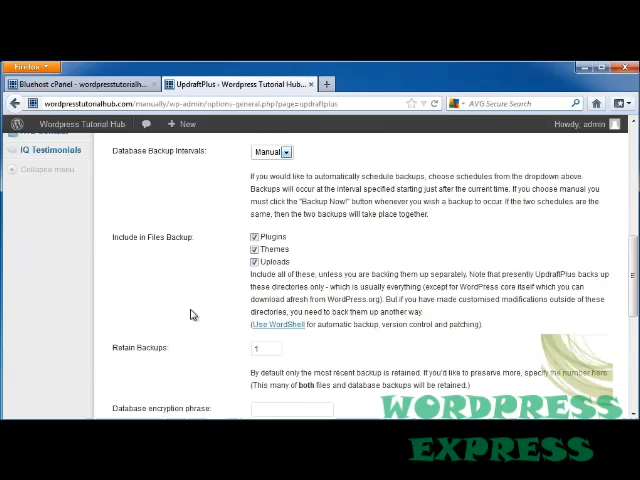 Firefox
Bluehost cPanel - wordpresstutorialh...
UpdraftPlus - Wordpress Tutorial Hub...
wordpresstutorialhub.com/manually/wp-admin/options-general.php?page=updraftplus
AVG Secure Search
Wordpress Tutorial Hub
+ New
Howdy, admin
IQ Testimonials
Collapse menu
Database Backup Intervals:
Manual
If you would like to automatically schedule backups, choose schedules from the dropdown above.
Backups will occur at the interval specified starting just after the current time. If you choose manual you
must click the "Backup Now!" button whenever you wish a backup to occur. If the two schedules are
the same, then the two backups will take place together.
Include in Files Backup:
Plugins
Themes
Uploads
Include all of these, unless you are backing them up separately. Note that presently UpdraftPlus backs up
these directories only - which is usually everything (except for WordPress core itself which you can
download afresh from WordPress.org). But if you have made customised modifications outside of these
directories, you need to back them up another way.
(Use WordShell for automatic backup, version control and patching).
Retain Backups:
1
By default only the most recent backup is retained. If you'd like to preserve more, specify the number here.
(This many of both files and database backups will be retained.)
Database encryption phrase:
WORDPRESS
EXPRESS